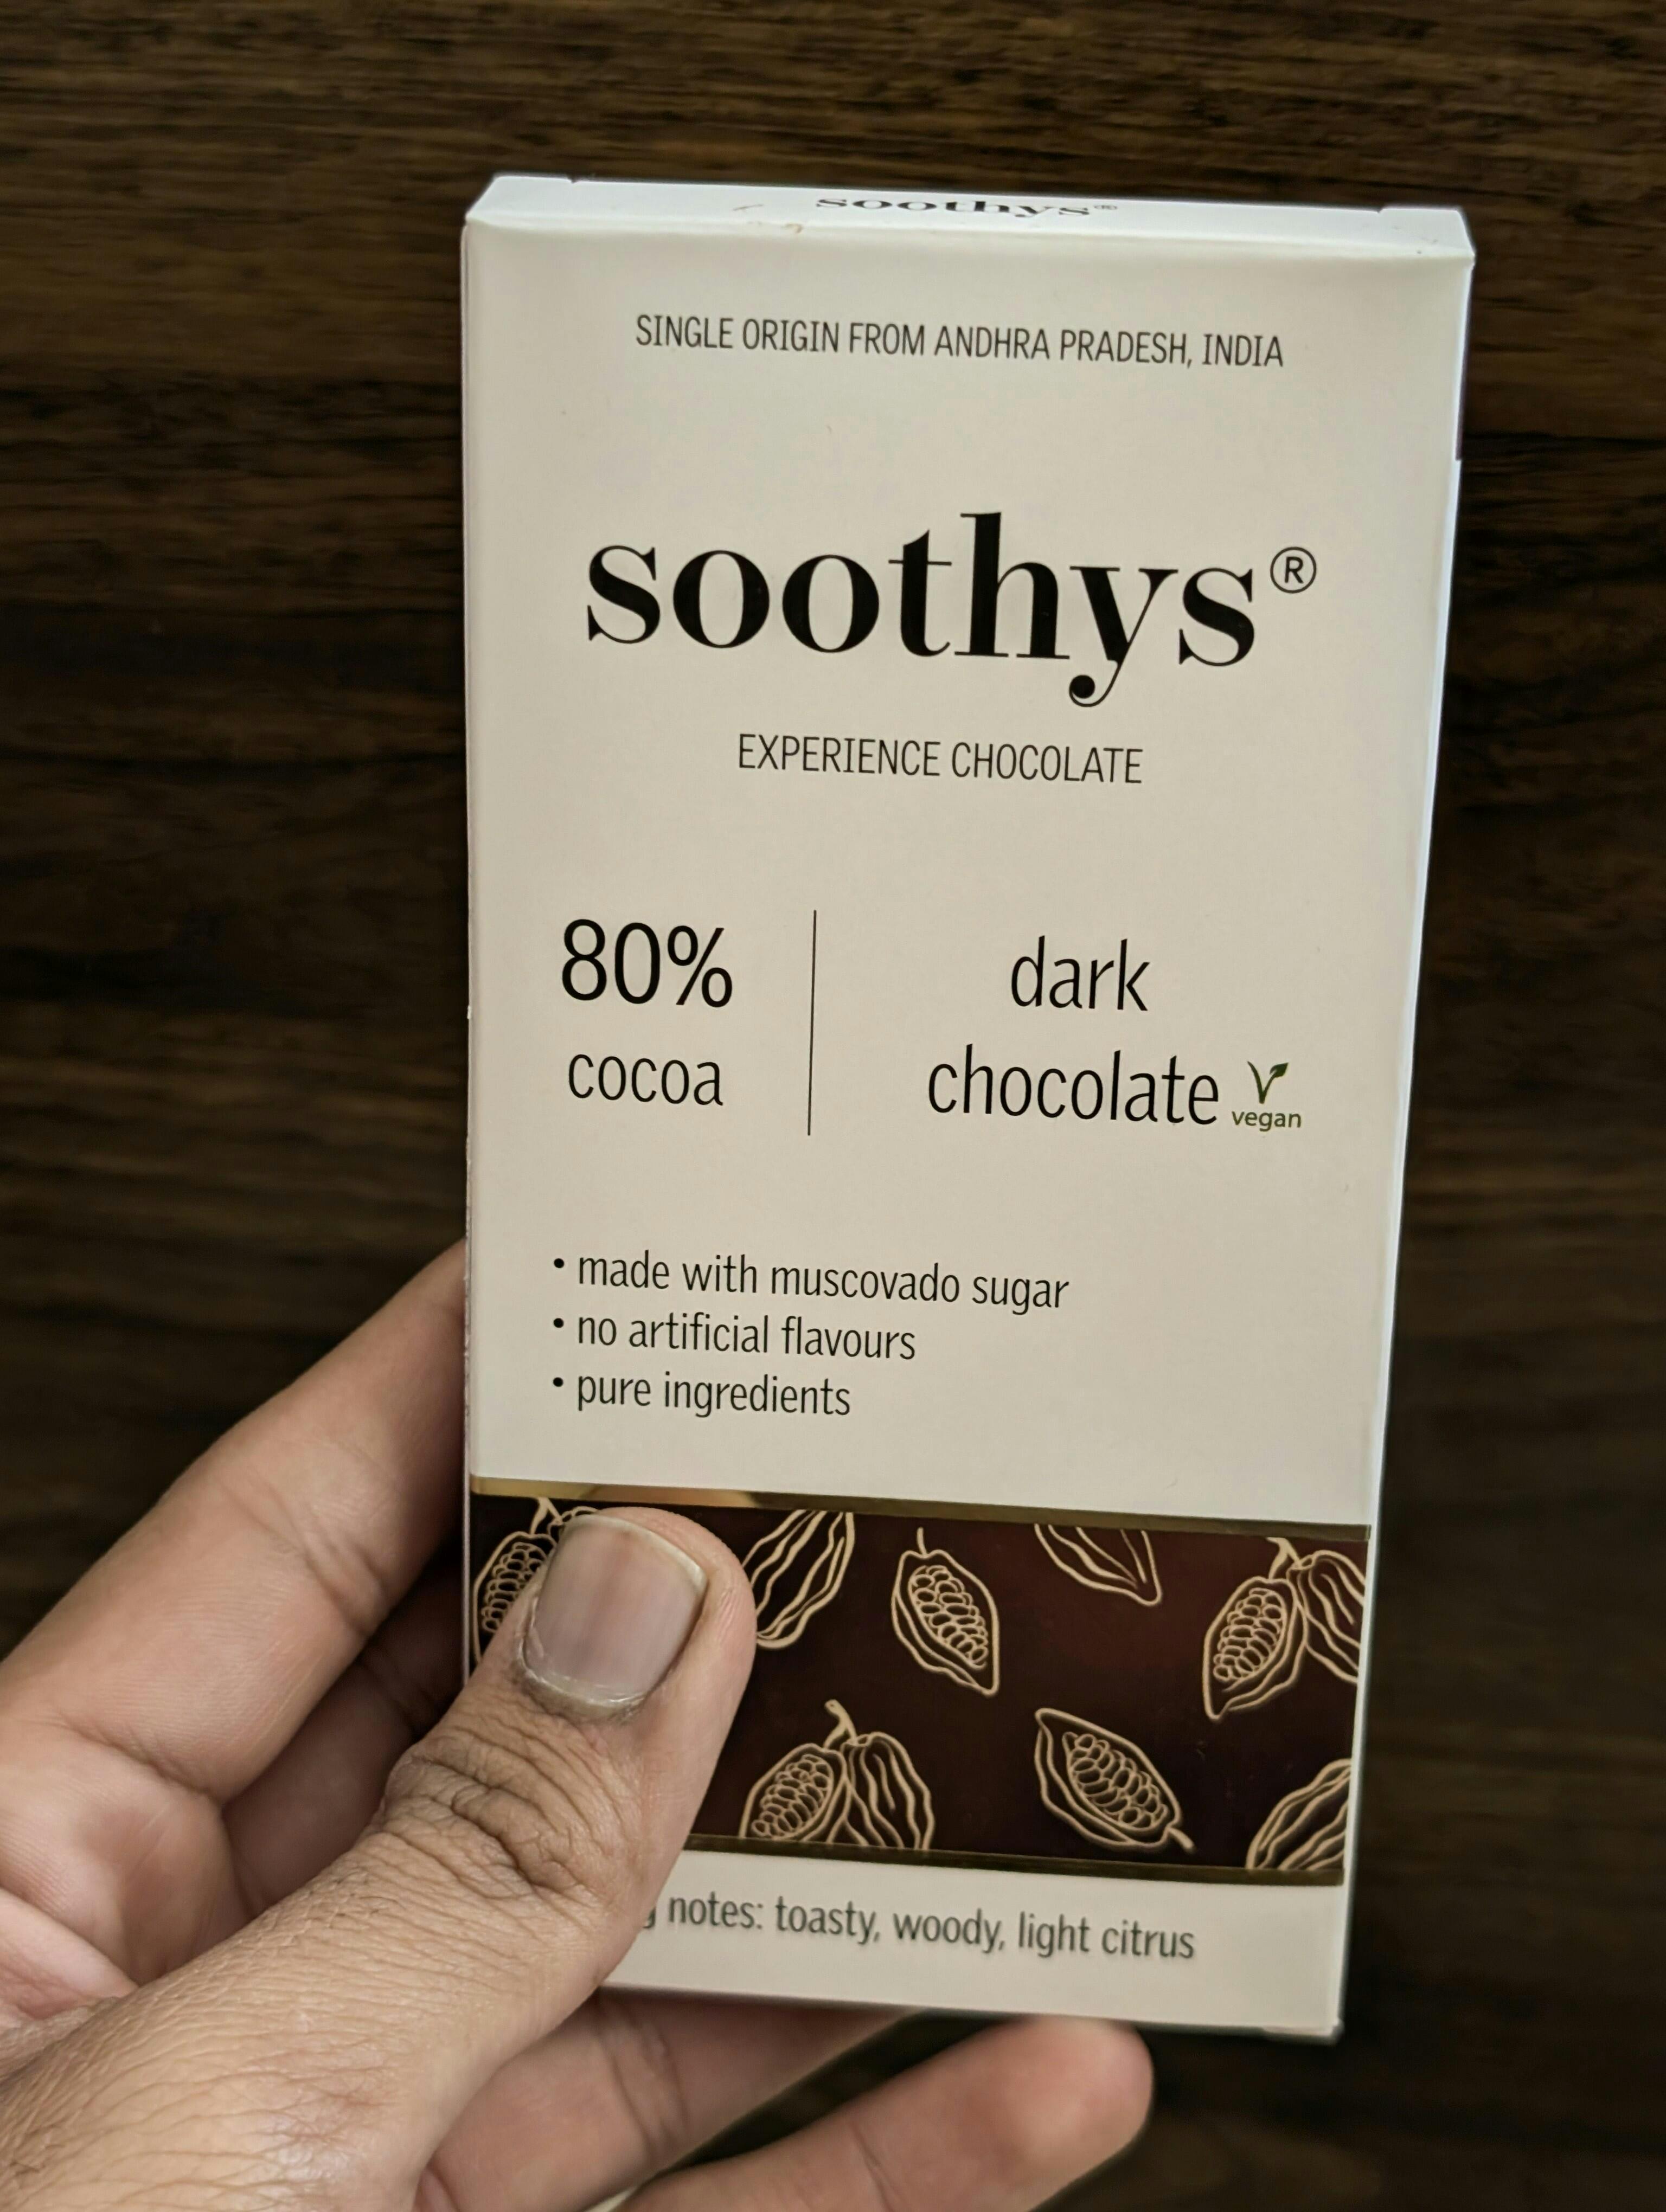 soothys®
SINGLE ORIGIN FROM ANDHRA PRADESH, INDIA
soothys®
EXPERIENCE CHOCOLATE
80%
cocoa
dark
chocolate
vegan
• made with muscovado sugar
• no artificial flavours
• pure ingredients
notes: toasty, woody, light citrus